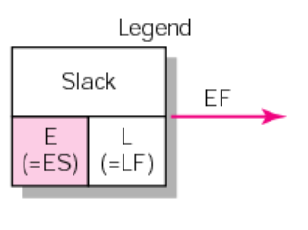 Legend
Slack
EF
E
(=ES)
L
(=LF)